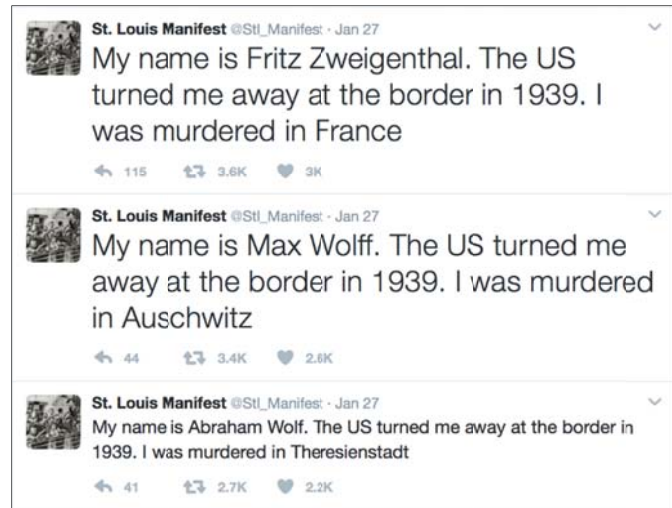 St. Louis Manifest @Stl_Manifest · Jan 27
My name is Fritz Zweigenthal. The US
turned me away at the border in 1939. I
was murdered in France
115 3.6K 3K
St. Louis Manifest @Stl_Manifest · Jan 27
My name is Max Wolff. The US turned me
away at the border in 1939. I was murdered
in Auschwitz
44 3.4K 2.6K
St. Louis Manifest @Stl_Manifest · Jan 27
My name is Abraham Wolf. The US turned me away at the border in
1939. I was murdered in Theresienstadt
41 2.7K 2.2K